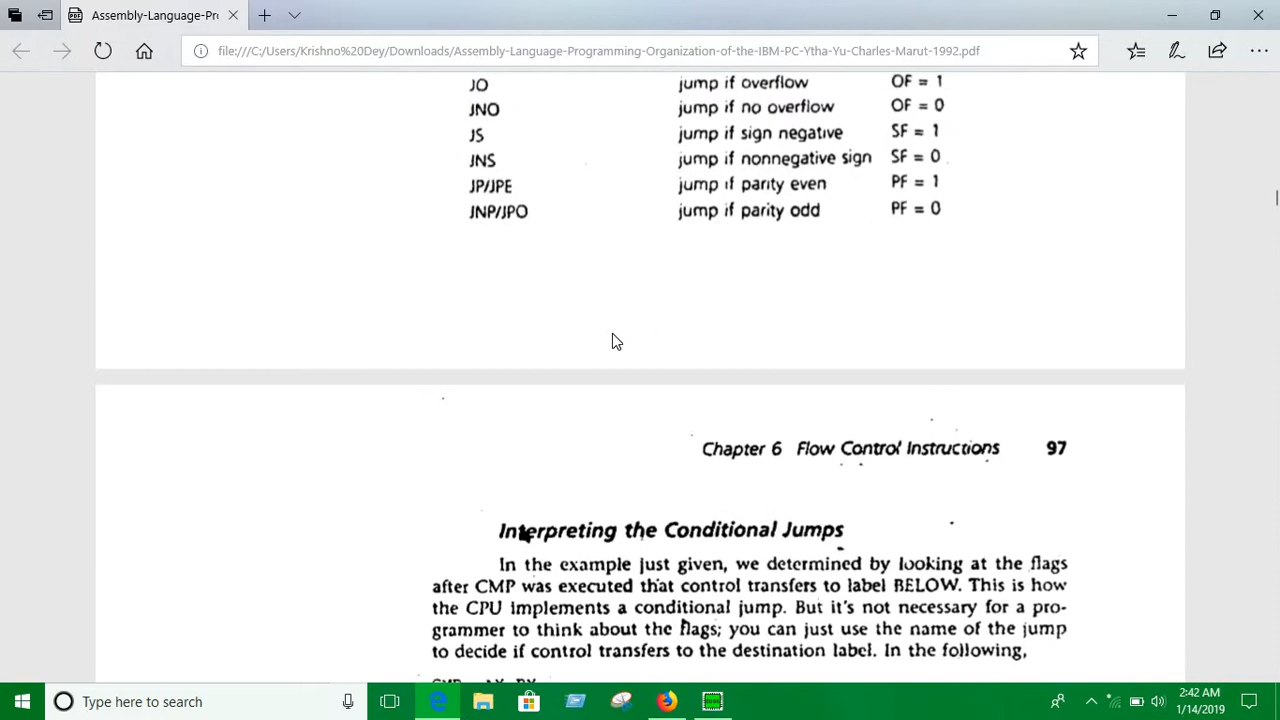 Assembly-Language-Pr
file:///C:/Users/Krishno%20Dey/Downloads/Assembly-Language-Programming-Organization-of-the-IBM-PC-Ytha-Yu-Charles-Marut-1992.pdf
JO jump if overflow OF = 1
JNO jump if no overflow OF = 0
JS jump if sign negative SF = 1
JNS jump if nonnegative sign SF = 0
JP/JPE jump if parity even PF = 1
JNP/JPO jump if parity odd PF = 0
Chapter 6 Flow Control Instructions 97
Interpreting the Conditional Jumps
In the example just given, we determined by looking at the flags
after CMP was executed that control transfers to label BELOW. This is how
the CPU implements a conditional jump. But it's not necessary for a pro-
grammer to think about the flags; you can just use the name of the jump
to decide if control transfers to the destination label. In the following,
Type here to search
2:42 AM
1/14/2019